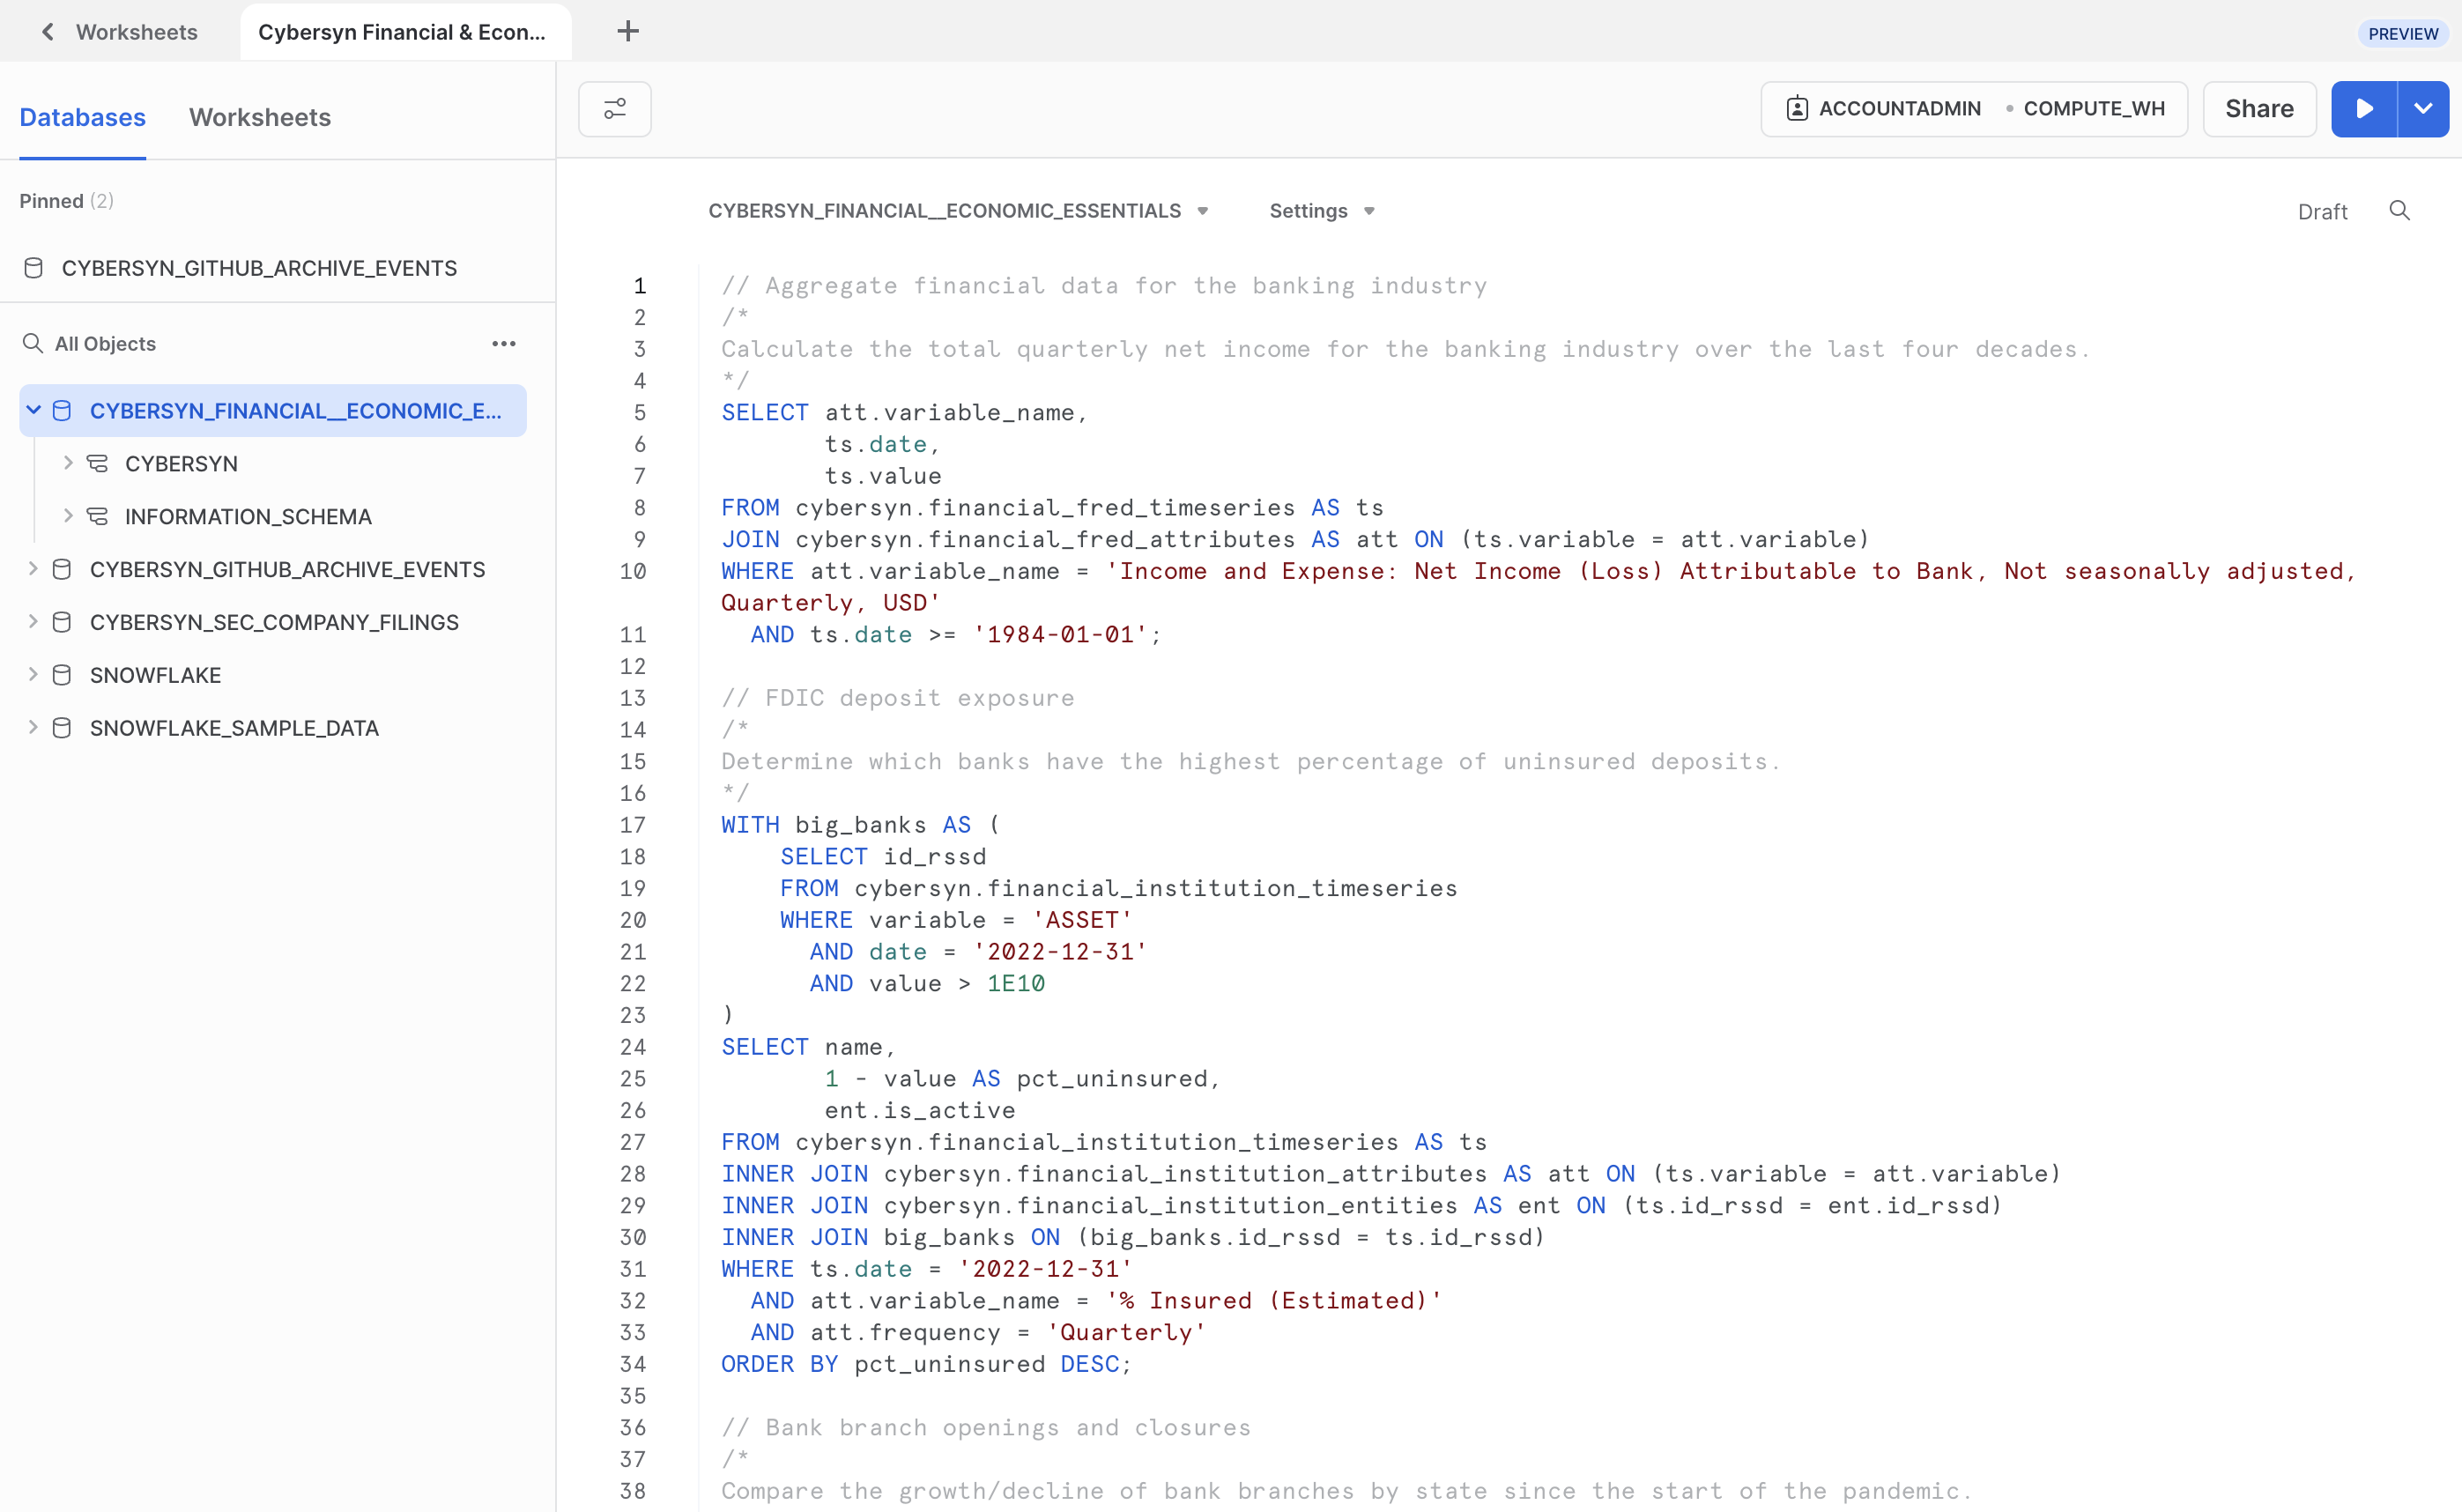 Worksheets
Cybersyn Financial & Econ...
PREVIEW
Databases
Worksheets
Pinned (2)
CYBERSYN_GITHUB_ARCHIVE_EVENTS
All Objects
CYBERSYN_FINANCIAL__ECONOMIC_E...
CYBERSYN
INFORMATION_SCHEMA
CYBERSYN_GITHUB_ARCHIVE_EVENTS
CYBERSYN_SEC_COMPANY_FILINGS
SNOWFLAKE
SNOWFLAKE_SAMPLE_DATA
ACCOUNTADMIN • COMPUTE_WH
Share
CYBERSYN_FINANCIAL__ECONOMIC_ESSENTIALS
Settings
Draft
1 // Aggregate financial data for the banking industry
2 /*
3 Calculate the total quarterly net income for the banking industry over the last four decades.
4 */
5 SELECT att.variable_name,
6        ts.date,
7        ts.value
8 FROM cybersyn.financial_fred_timeseries AS ts
9 JOIN cybersyn.financial_fred_attributes AS att ON (ts.variable = att.variable)
10 WHERE att.variable_name = 'Income and Expense: Net Income (Loss) Attributable to Bank, Not seasonally adjusted,
Quarterly, USD'
11   AND ts.date >= '1984-01-01';
12
13 // FDIC deposit exposure
14 /*
15 Determine which banks have the highest percentage of uninsured deposits.
16 */
17 WITH big_banks AS (
18     SELECT id_rssd
19     FROM cybersyn.financial_institution_timeseries
20     WHERE variable = 'ASSET'
21       AND date = '2022-12-31'
22       AND value > 1E10
23 )
24 SELECT name,
25        1 - value AS pct_uninsured,
26        ent.is_active
27 FROM cybersyn.financial_institution_timeseries AS ts
28 INNER JOIN cybersyn.financial_institution_attributes AS att ON (ts.variable = att.variable)
29 INNER JOIN cybersyn.financial_institution_entities AS ent ON (ts.id_rssd = ent.id_rssd)
30 INNER JOIN big_banks ON (big_banks.id_rssd = ts.id_rssd)
31 WHERE ts.date = '2022-12-31'
32   AND att.variable_name = '% Insured (Estimated)'
33   AND att.frequency = 'Quarterly'
34 ORDER BY pct_uninsured DESC;
35
36 // Bank branch openings and closures
37 /*
38 Compare the growth/decline of bank branches by state since the start of the pandemic.